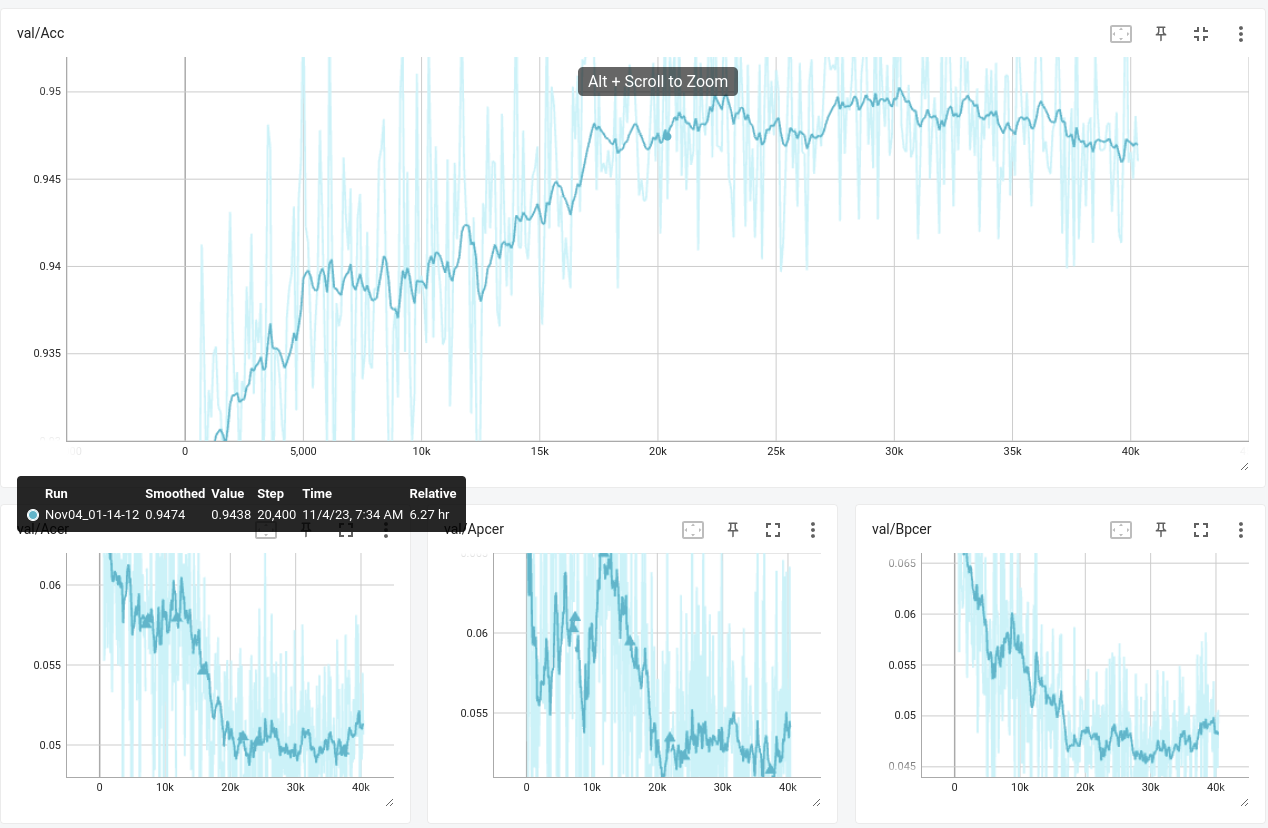 val/Acc
Alt + Scroll to Zoom
0.95
0.945
0.94
0.935
0 5,000 10k 15k 20k 25k 30k 35k 40k
Run Smoothed Value Step Time Relative
Nov04_01-14-12 0.9474 0.9438 20,400 11/4/23, 7:34 AM 6.27 hr
val/Acer
0.06
0.055
0.05
0 10k 20k 30k 40k
val/Apcer
0.065
0.06
0.055
0 10k 20k 30k 40k
val/Bpcer
0.065
0.06
0.055
0.05
0.045
0 10k 20k 30k 40k